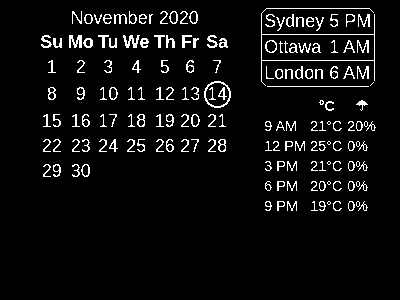 November 2020
Su Mo Tu We Th Fr Sa
1 2 3 4 5 6 7
8 9 10 11 12 13 14
15 16 17 18 19 20 21
22 23 24 25 26 27 28
29 30
Sydney 5 PM
Ottawa 1 AM
London 6 AM
°C ☂
9 AM 21°C 20%
12 PM 25°C 0%
3 PM 21°C 0%
6 PM 20°C 0%
9 PM 19°C 0%